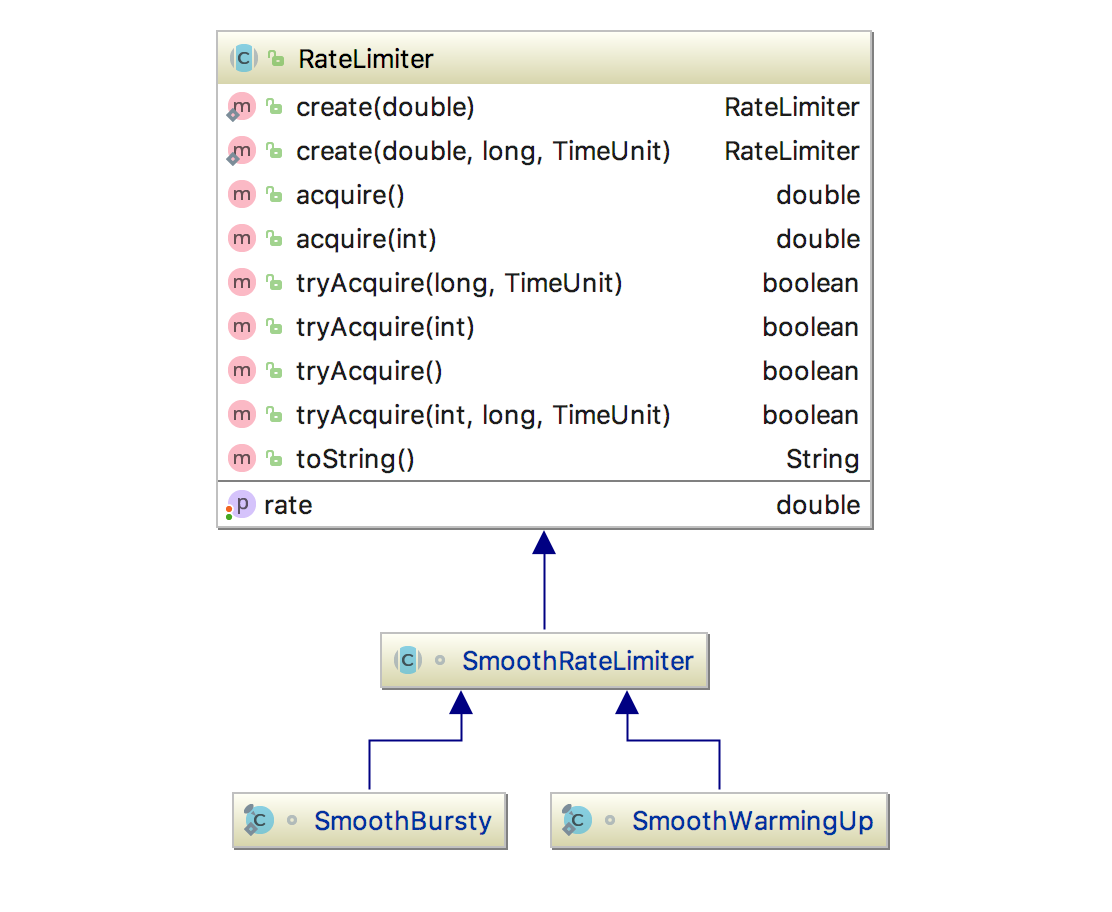 C RateLimiter
m create(double) RateLimiter
m create(double, long, TimeUnit) RateLimiter
m acquire() double
m acquire(int) double
m tryAcquire(long, TimeUnit) boolean
m tryAcquire(int) boolean
m tryAcquire() boolean
m tryAcquire(int, long, TimeUnit) boolean
m toString() String
p rate double
C SmoothRateLimiter
C SmoothBursty
C SmoothWarmingUp